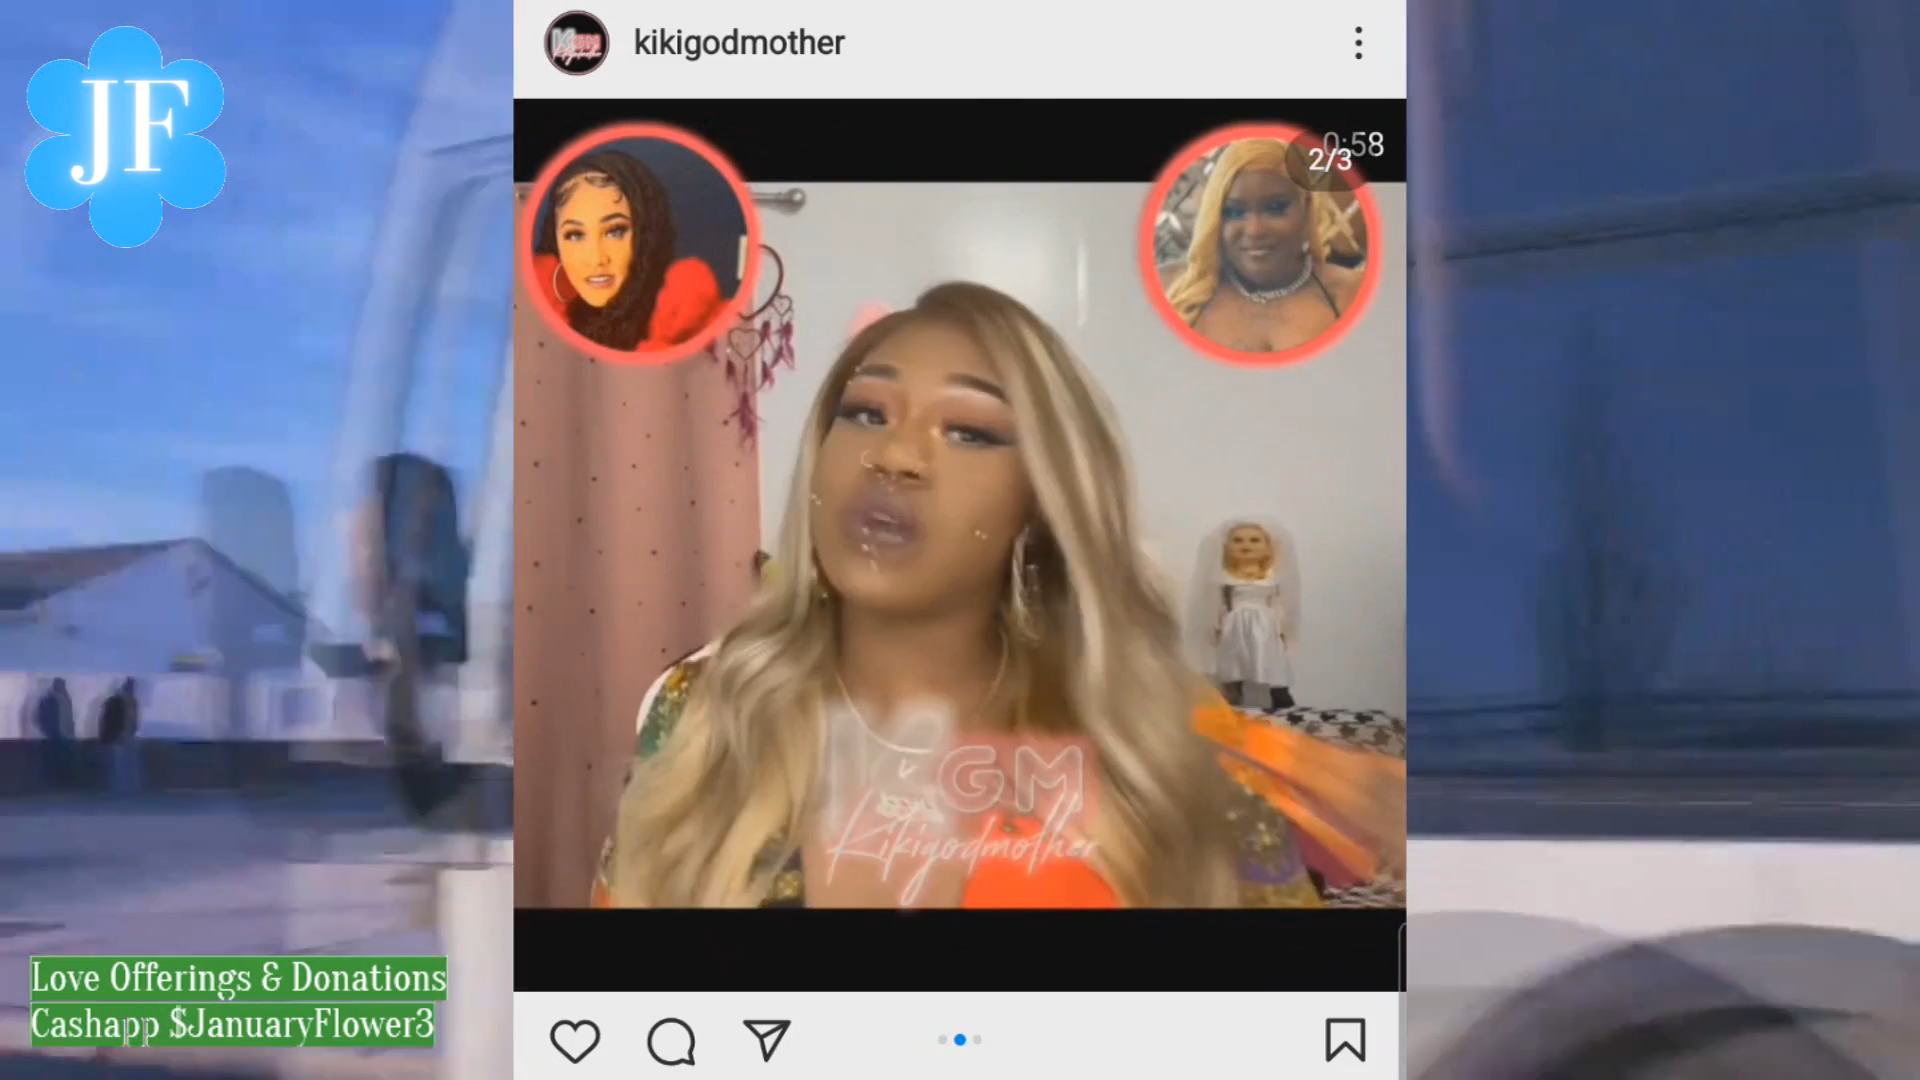 JF
kikigodmother
0:58
2/3
GM
Kikigodmother
Love Offerings & Donations
Cashapp $JanuaryFlower3